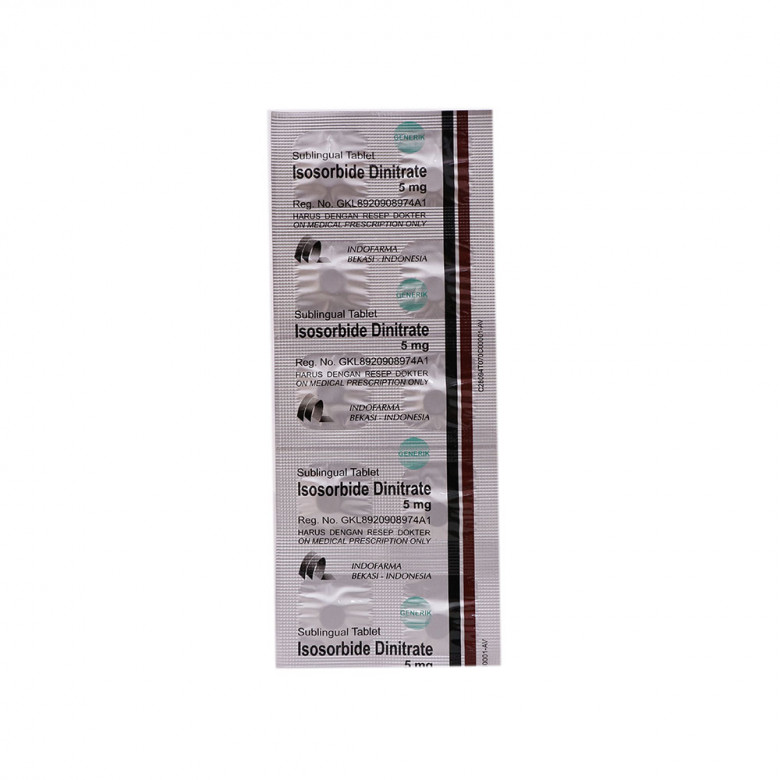 GENERIK
Sublingual Tablet
Isosorbide Dinitrate
5 mg
Reg. No. GKL8920908974A1
HARUS DENGAN RESEP DOKTER
ON MEDICAL PRESCRIPTION ONLY
INDOFARMA
BEKASI - INDONESIA
GENERIK
Sublingual Tablet
Isosorbide Dinitrate
5 mg
Reg. No. GKL8920908974A1
HARUS DENGAN RESEP DOKTER
ON MEDICAL PRESCRIPTION ONLY
INDOFARMA
BEKASI - INDONESIA
GENERIK
Sublingual Tablet
Isosorbide Dinitrate
5 mg
Reg. No. GKL8920908974A1
HARUS DENGAN RESEP DOKTER
ON MEDICAL PRESCRIPTION ONLY
INDOFARMA
BEKASI - INDONESIA
GENERIK
Sublingual Tablet
Isosorbide Dinitrate
5 mg